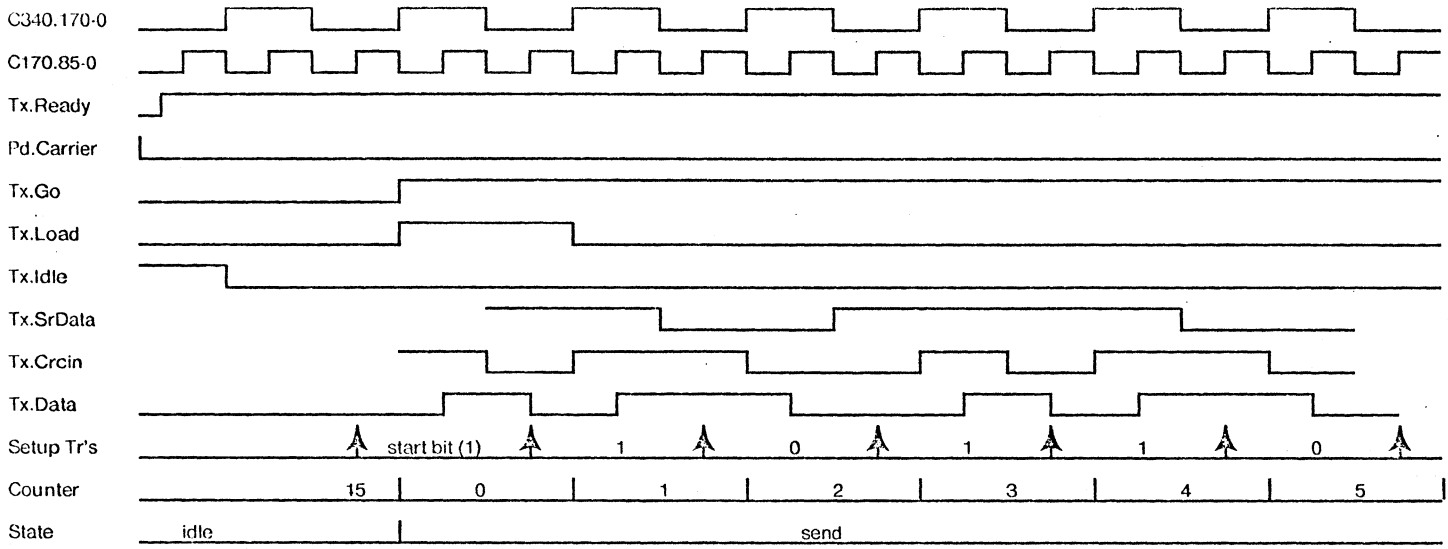 C340.170-0
C170.85-0
Tx.Ready
Pd.Carrier
Tx.Go
Tx.Load
Tx.Idle
Tx.SrData
Tx.Crcin
Tx.Data
Setup Tr's start bit (1) 1 0 1 1 0
Counter 15 0 1 2 3 4 5
State idle send